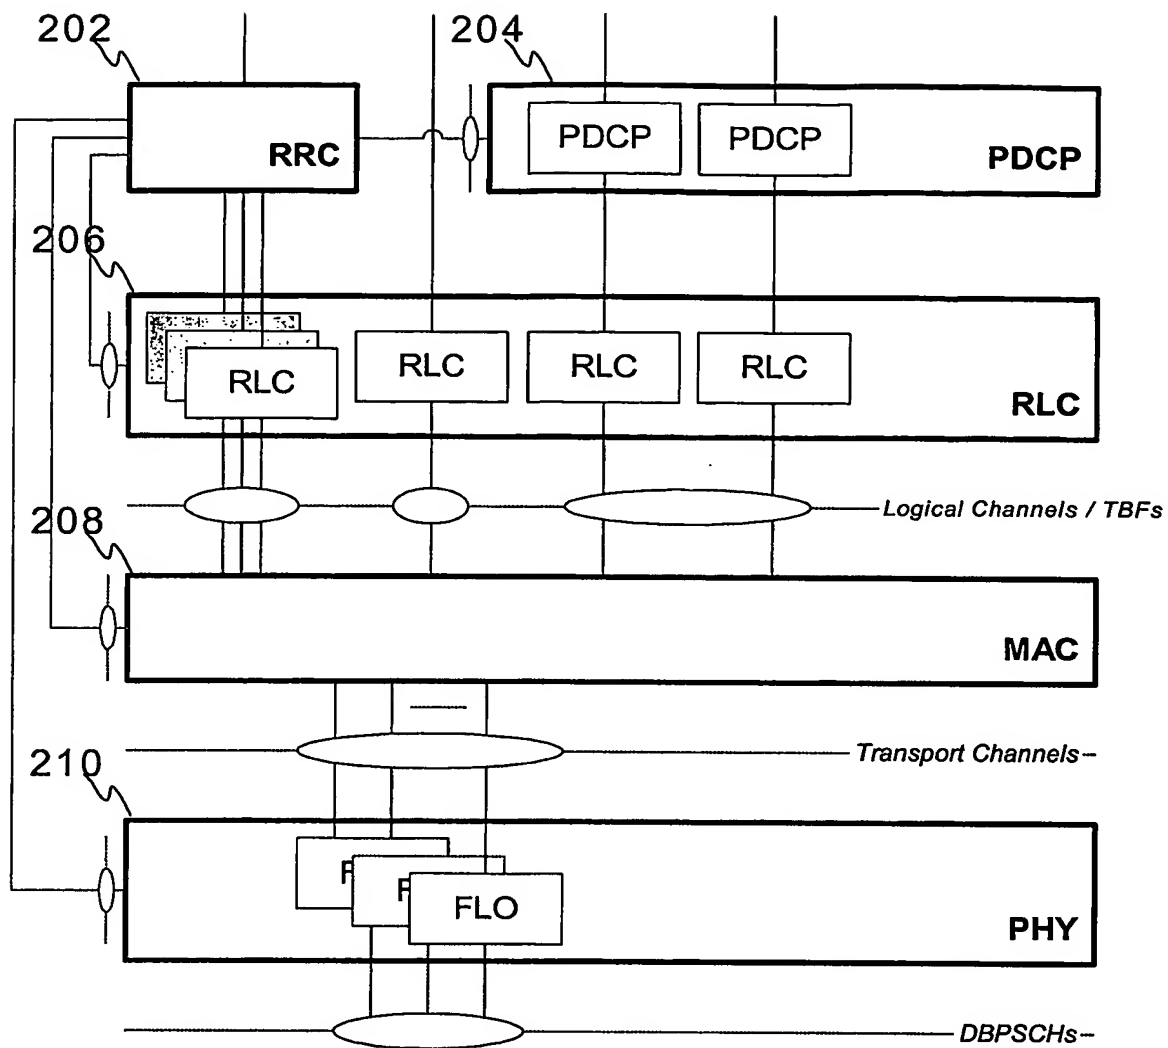 202
204
RRC
PDCP
PDCP
PDCP
206
RLC
RLC
RLC
RLC
RLC
Logical Channels / TBFs
208
MAC
Transport Channels
210
F
F
FLO
PHY
DBPSCHs